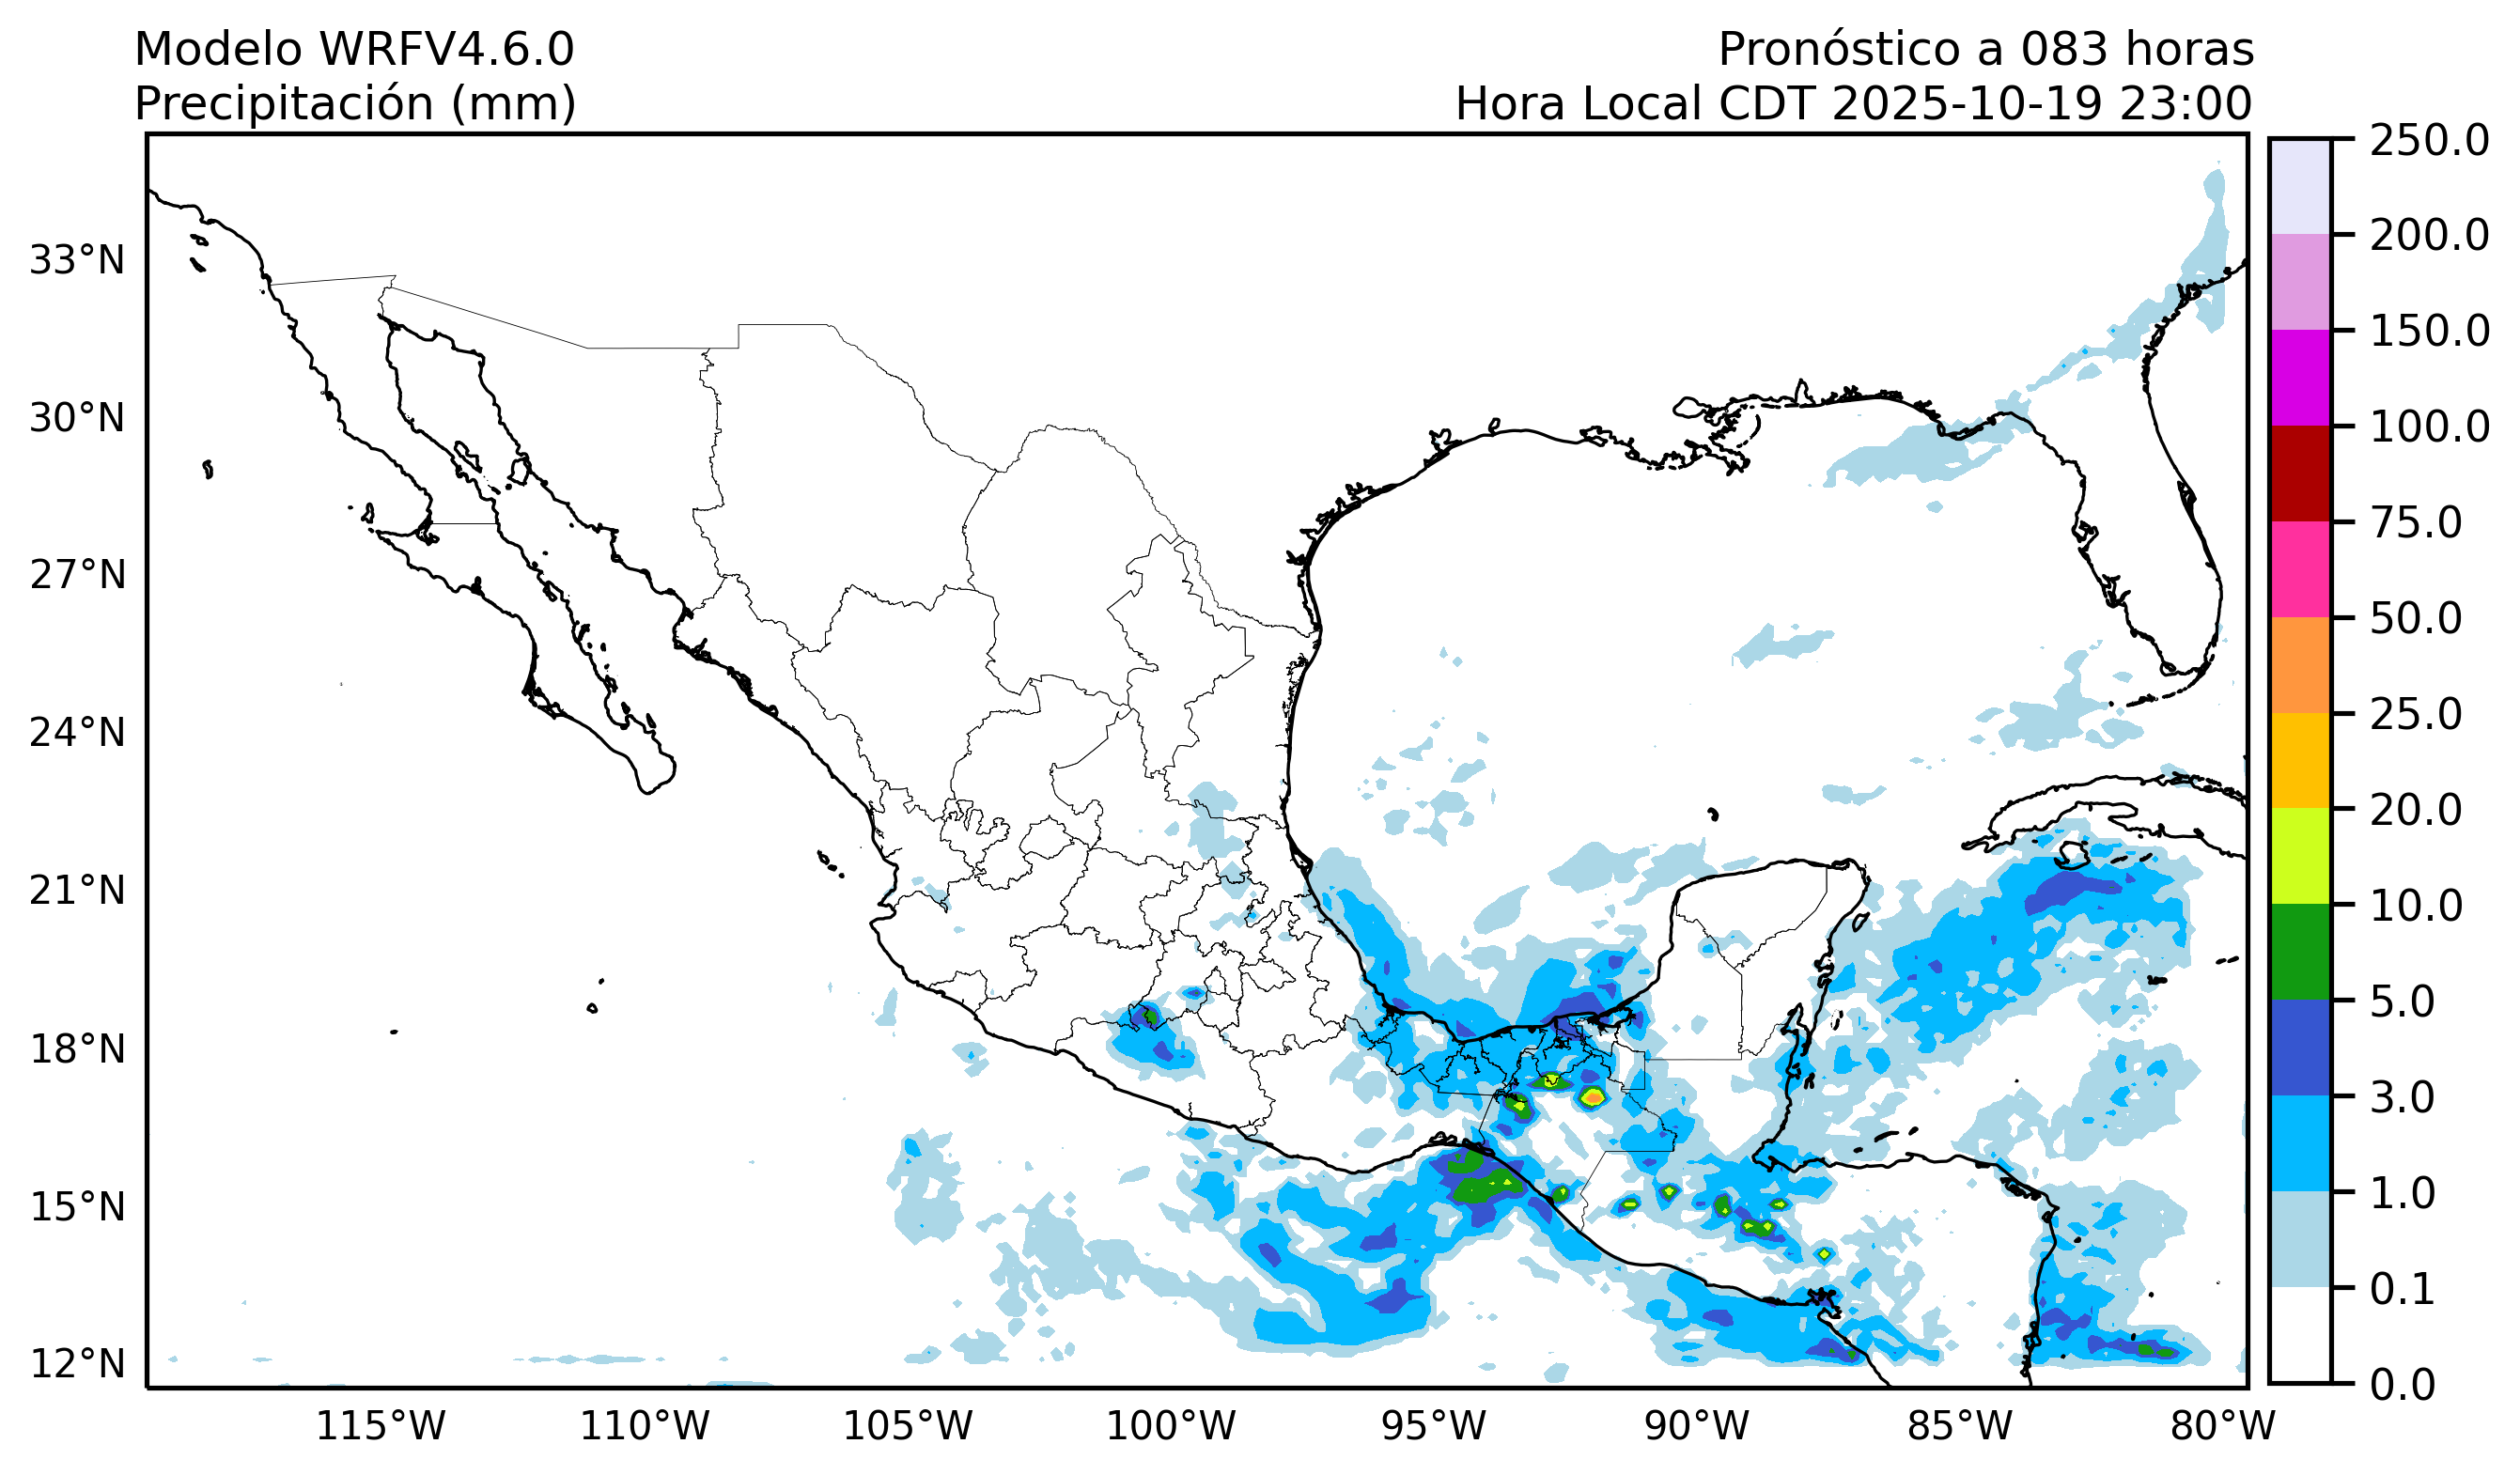 Modelo WRFV4.6.0
Precipitación (mm)
Pronóstico a 083 horas
Hora Local CDT 2025-10-19 23:00
33°N
30°N
27°N
24°N
21°N
18°N
15°N
12°N
115°W
110°W
105°W
100°W
95°W
90°W
85°W
80°W
250.0
200.0
150.0
100.0
75.0
50.0
25.0
20.0
10.0
5.0
3.0
1.0
0.1
0.0